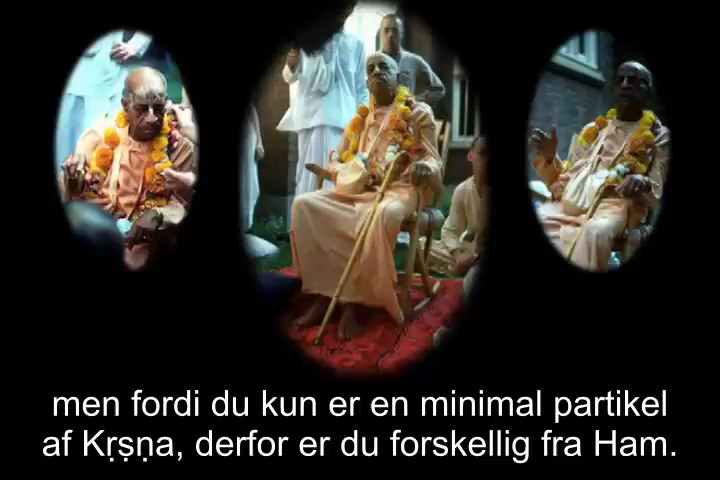 men fordi du kun er en minimal partikel
af Kṛṣṇa, derfor er du forskellig fra Ham.